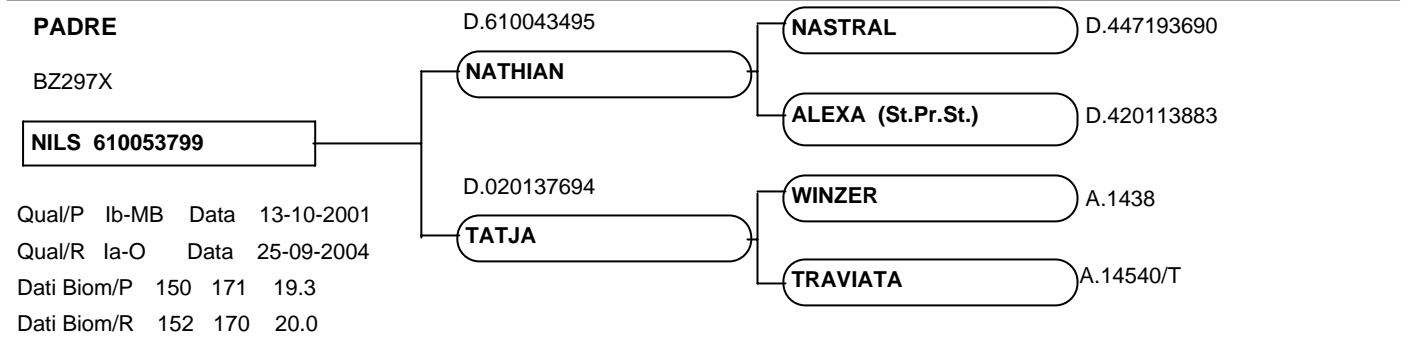 PADRE
BZ297X
NILS 610053799
Qual/P Ib-MB Data 13-10-2001
Qual/R Ia-O Data 25-09-2004
Dati Biom/P 150 171 19.3
Dati Biom/R 152 170 20.0
D.610043495
NATHIAN
D.020137694
TATJA
NASTRAL D.447193690
ALEXA (St.Pr.St.) D.420113883
WINZER A.1438
TRAVIATA A.14540/T